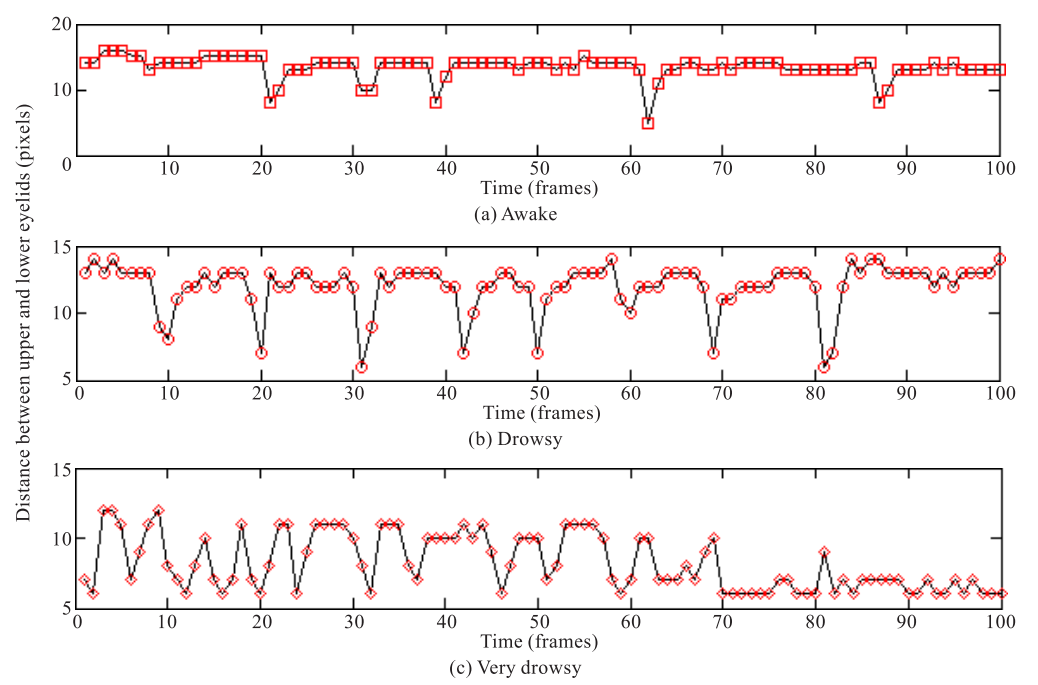 Distance between upper and lower eyelids (pixels)
20
10
0
10 20 30 40 50 60 70 80 90 100
Time (frames)
(a) Awake
15
10
5
0 10 20 30 40 50 60 70 80 90 100
Time (frames)
(b) Drowsy
15
10
5
0 10 20 30 40 50 60 70 80 90 100
Time (frames)
(c) Very drowsy